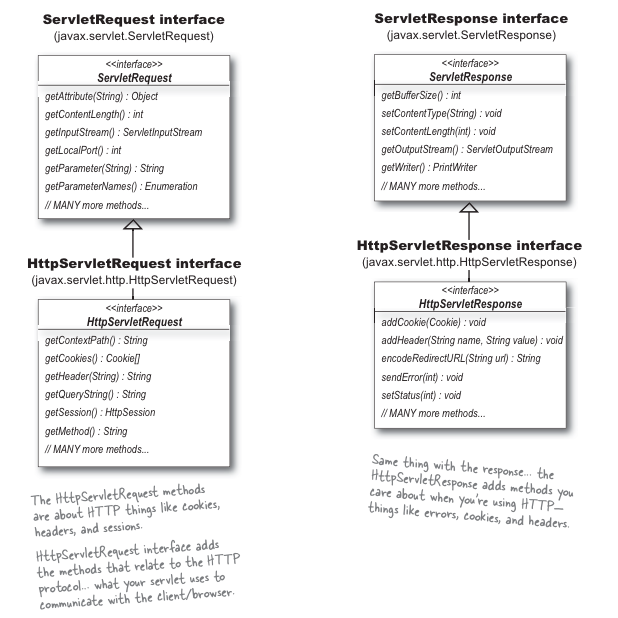 ServletRequest interface
(javax.servlet.ServletRequest)
<<interface>>
ServletRequest
getAttribute(String) : Object
getContentLength() : int
getInputStream() : ServletInputStream
getLocalPort() : int
getParameter(String) : String
getParameterNames() : Enumeration
// MANY more methods...
HttpServletRequest interface
(javax.servlet.http.HttpServletRequest)
<<interface>>
HttpServletRequest
getContextPath() : String
getCookies() : Cookie[]
getHeader(String) : String
getQueryString() : String
getSession() : HttpSession
getMethod() : String
// MANY more methods...
The HttpServletRequest methods
are about HTTP things like cookies,
headers, and sessions.
HttpServletRequest interface adds
the methods that relate to the HTTP
protocol... what your servlet uses to
communicate with the client/browser.
ServletResponse interface
(javax.servlet.ServletResponse)
<<interface>>
ServletResponse
getBufferSize() : int
setContentType(String) : void
setContentLength(int) : void
getOutputStream() : ServletOutputStream
getWriter() : PrintWriter
// MANY more methods...
HttpServletResponse interface
(javax.servlet.http.HttpServletResponse)
<<interface>>
HttpServletResponse
addCookie(Cookie) : void
addHeader(String name, String value) : void
encodeRedirectURL(String url) : String
sendError(int) : void
setStatus(int) : void
// MANY more methods...
Same thing with the response... the
HttpServletResponse adds methods you
care about when you're using HTTP—
things like errors, cookies, and headers.